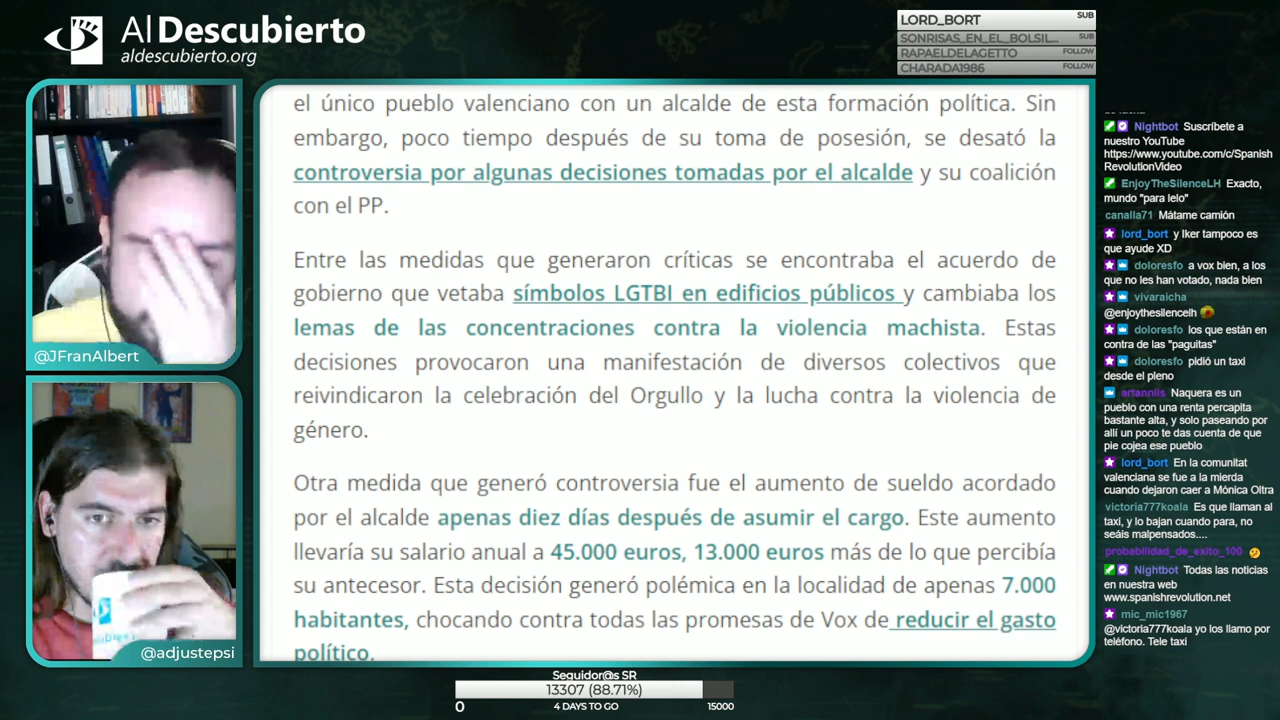 Al Descubierto
aldescubierto.org
LORD_BORT SUB
SONRISAS_EN_EL_BOLSIL... SUB
RAPAELDELAGETTO FOLLOW
CHARADA1986 FOLLOW
@JFranAlbert
@adjustepsi
el único pueblo valenciano con un alcalde de esta formación política. Sin
embargo, poco tiempo después de su toma de posesión, se desató la
controversia por algunas decisiones tomadas por el alcalde y su coalición
con el PP.
Entre las medidas que generaron críticas se encontraba el acuerdo de
gobierno que vetaba símbolos LGTBI en edificios públicos y cambiaba los
lemas de las concentraciones contra la violencia machista. Estas
decisiones provocaron una manifestación de diversos colectivos que
reivindicaron la celebración del Orgullo y la lucha contra la violencia de
género.
Otra medida que generó controversia fue el aumento de sueldo acordado
por el alcalde apenas diez días después de asumir el cargo. Este aumento
llevaría su salario anual a 45.000 euros, 13.000 euros más de lo que percibía
su antecesor. Esta decisión generó polémica en la localidad de apenas 7.000
habitantes, chocando contra todas las promesas de Vox de reducir el gasto
político.
Nightbot Suscríbete a
nuestro YouTube
https://www.youtube.com/c/Spanish
RevolutionVideo
EnjoyTheSilenceLH Exacto,
mundo "para lelo"
canalla71 Mátame camión
lord_bort y Iker tampoco es
que ayude XD
doloresfo a vox bien, a los
que no les han votado, nada bien
vivaraicha
@enjoythesilencelh
doloresfo los que están en
contra de las "paguitas"
doloresfo pidió un taxi
desde el pleno
artanniis Naquera es un
pueblo con una renta percapita
bastante alta, y solo paseando por
allí un poco te das cuenta de que
pie cojea ese pueblo
lord_bort En la comunitat
valenciana se fue a la mierda
cuando dejaron caer a Mónica Oltra
victoria777koala Es que llaman al
taxi, y lo bajan cuando para, no
seáis malpensados....
probabilidad_de_exito_100
Nightbot Todas las noticias
en nuestra web
www.spanishrevolution.net
mic_mic1967
@victoria777koala yo los llamo por
teléfono. Tele taxi
Seguidor@s SR
13307 (88.71%)
0 4 DAYS TO GO 15000